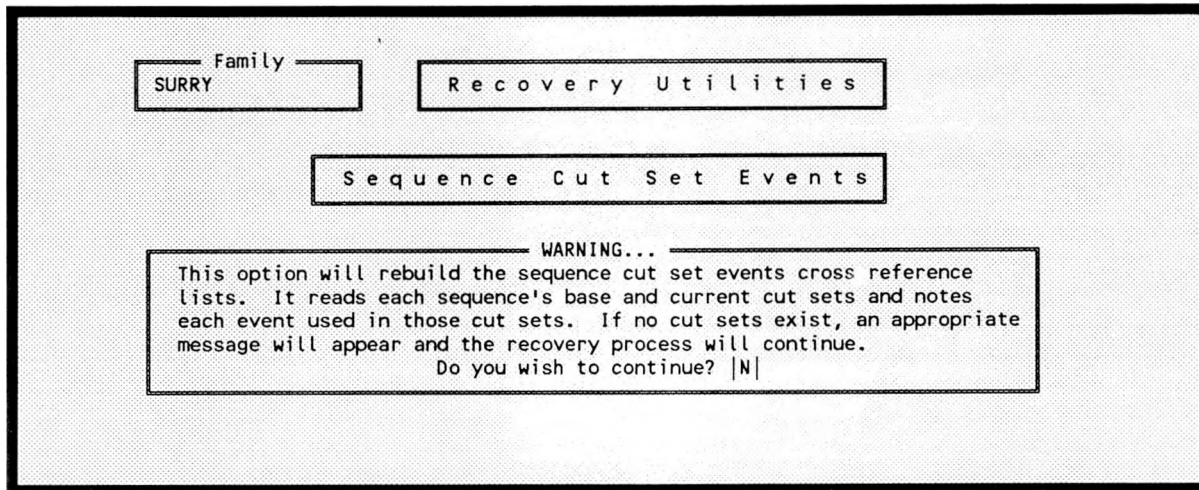 Family
SURRY
Recovery Utilities
Sequence Cut Set Events
WARNING...
This option will rebuild the sequence cut set events cross reference
lists. It reads each sequence's base and current cut sets and notes
each event used in those cut sets. If no cut sets exist, an appropriate
message will appear and the recovery process will continue.
Do you wish to continue? |N|